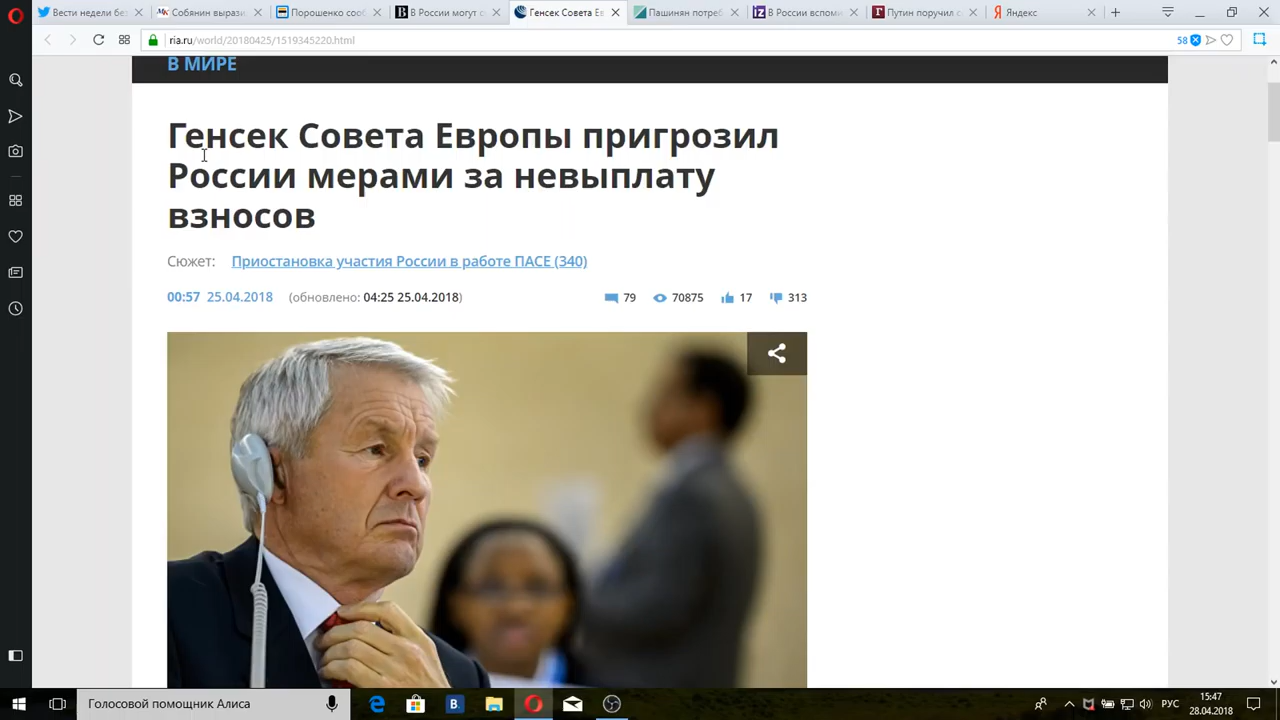 Вести недели бе
Собянин вырази
Порошенко сооб
В России могут
Генсек Совета Ев
Пашинян потреб
В России вспоми
Путин поручил с
Яндекс
ria.ru/world/20180425/1519345220.html
58
В МИРЕ
Генсек Совета Европы пригрозил
России мерами за невыплату
взносов
Сюжет: Приостановка участия России в работе ПАСЕ (340)
00:57 25.04.2018 (обновлено: 04:25 25.04.2018) 79 70875 17 313
Голосовой помощник Алиса
РУС
15:47
28.04.2018